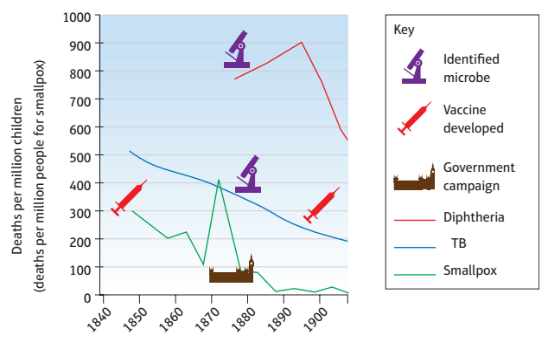 1000
900
800
700
600
500
400
300
200
100
0
Deaths per million children
(deaths per million people for smallpox)
1840
1850
1860
1870
1880
1890
1900
Key
Identified
microbe
Vaccine
developed
Government
campaign
Diphtheria
TB
Smallpox